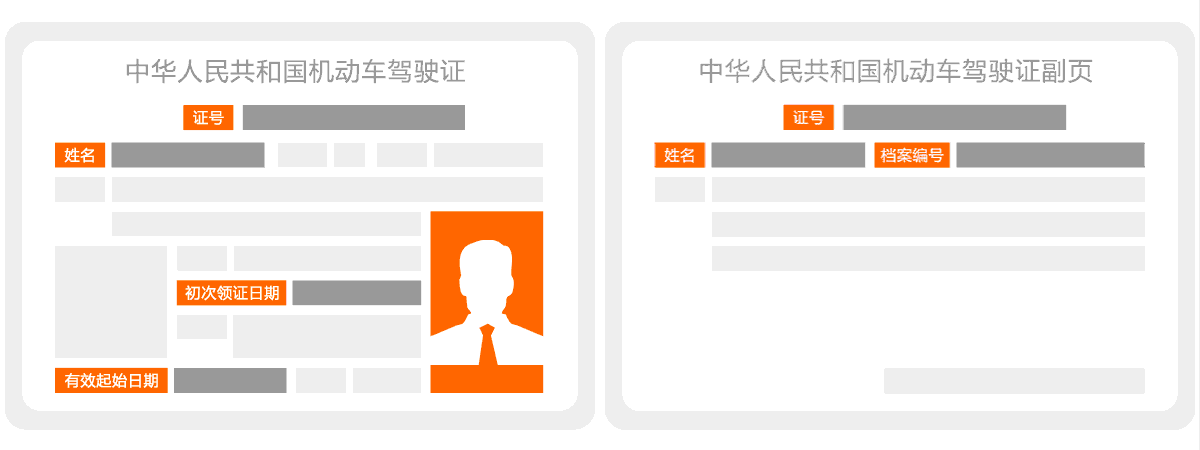 中华人民共和国机动车驾驶证
证号
姓名
初次领证日期
有效起始日期
中华人民共和国机动车驾驶证副页
证号
姓名 档案编号